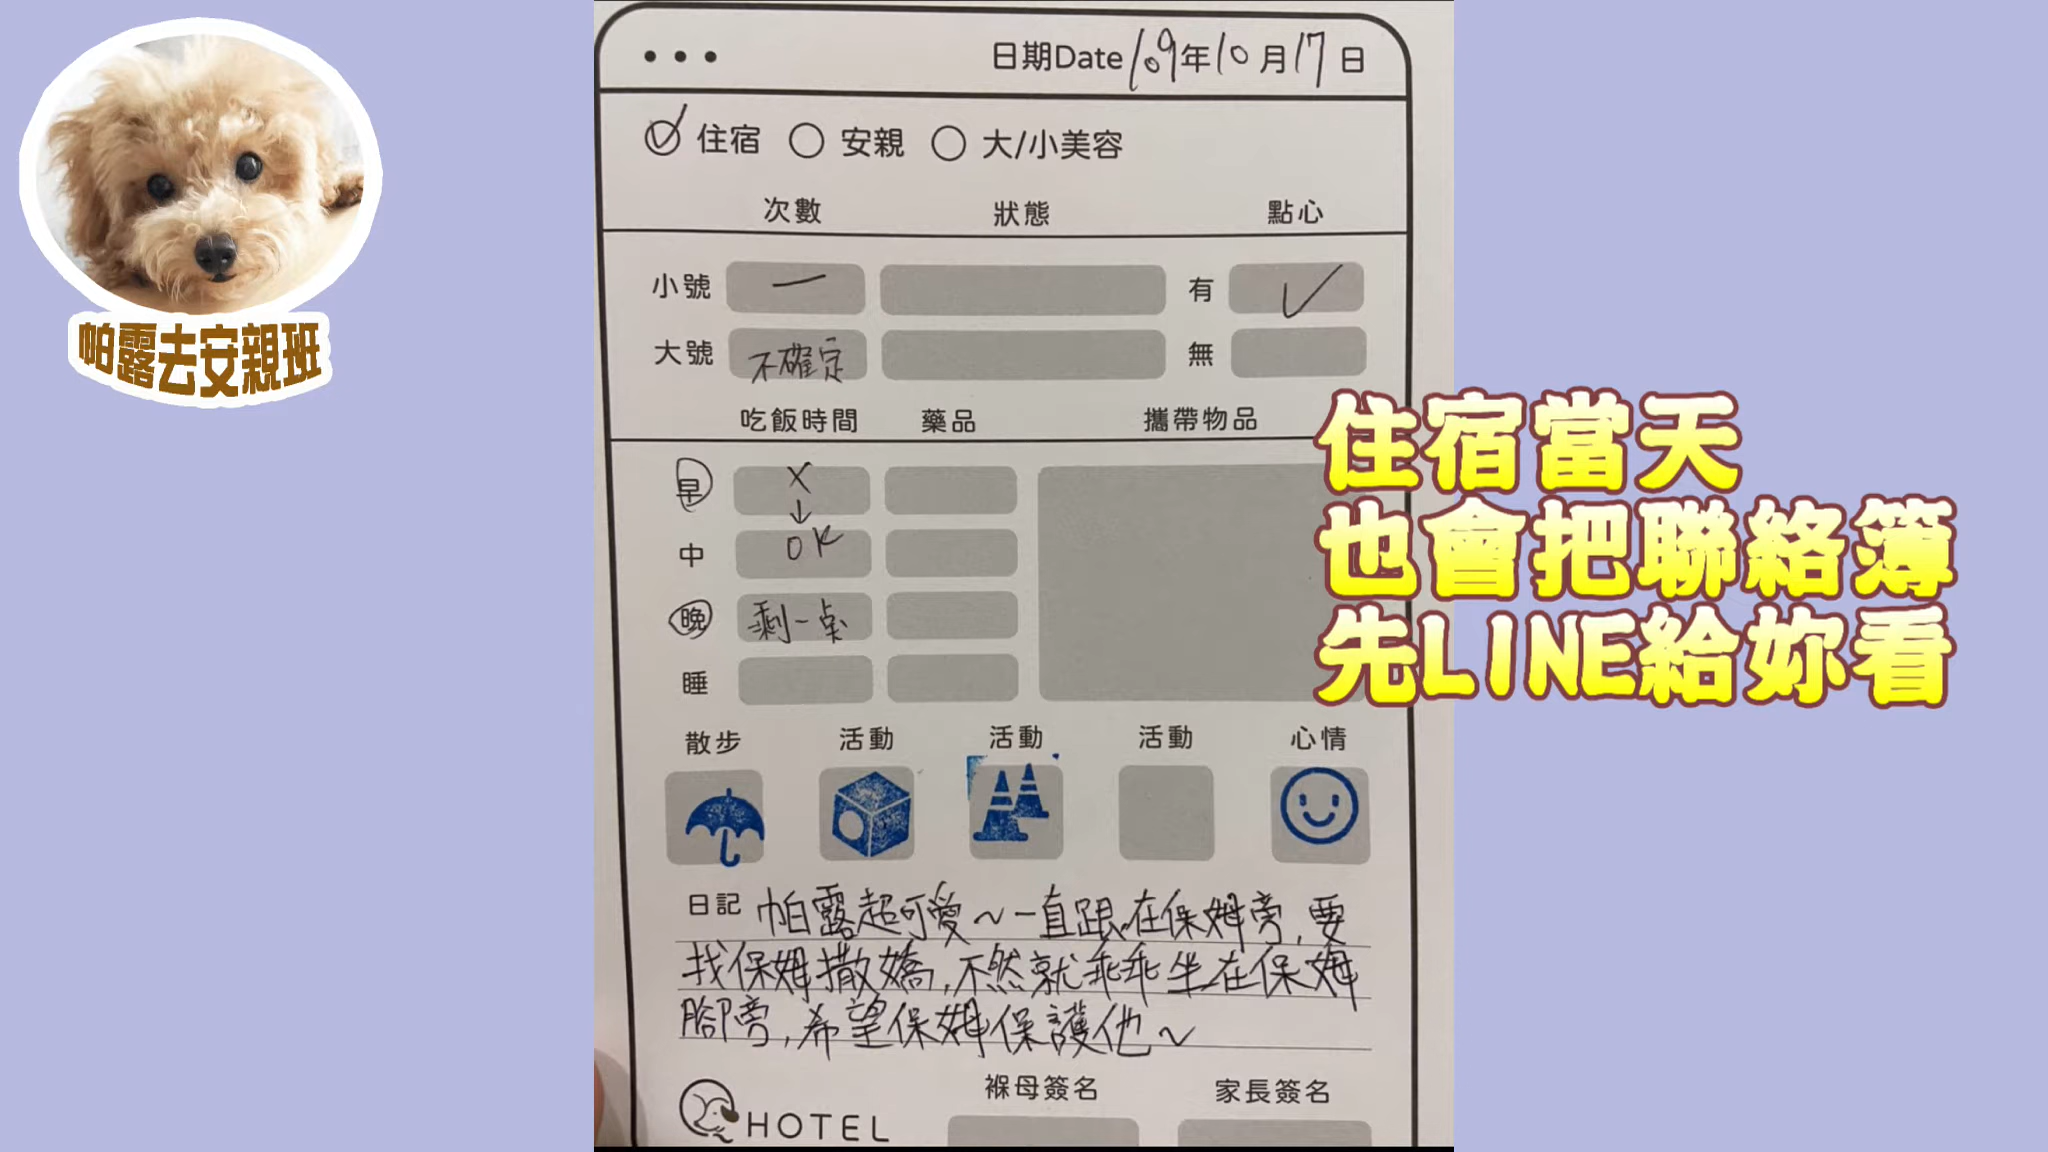 帕露去安親班
日期Date 109年10月17日
住宿 安親 大/小美容
次數 狀態 點心
小號 一 有 ✓
大號 不確定 無
吃飯時間 藥品 攜帶物品
早 X
↓
中 OK
晚 剩一點
睡
住宿當天
也會把聯絡簿
先LINE給妳看
散步 活動 活動 活動 心情
日記 帕露超可愛～一直跟在保姆旁,要
找保姆撒嬌,不然就乖乖坐在保姆
腳旁,希望保姆保護他～
褓母簽名 家長簽名
HOTEL